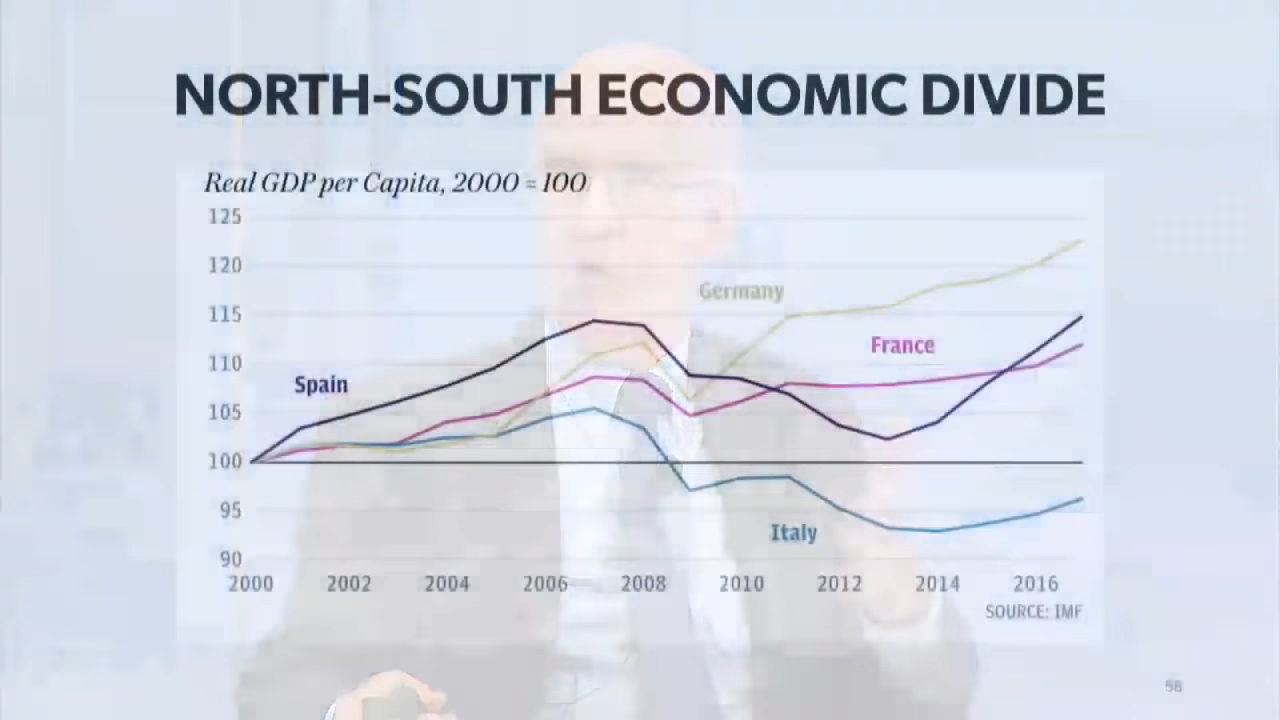 NORTH-SOUTH ECONOMIC DIVIDE
Real GDP per Capita, 2000 = 100
125
120
115
110
105
100
95
90
Germany
France
Spain
Italy
2000 2002 2004 2006 2008 2010 2012 2014 2016
SOURCE: IMF
58